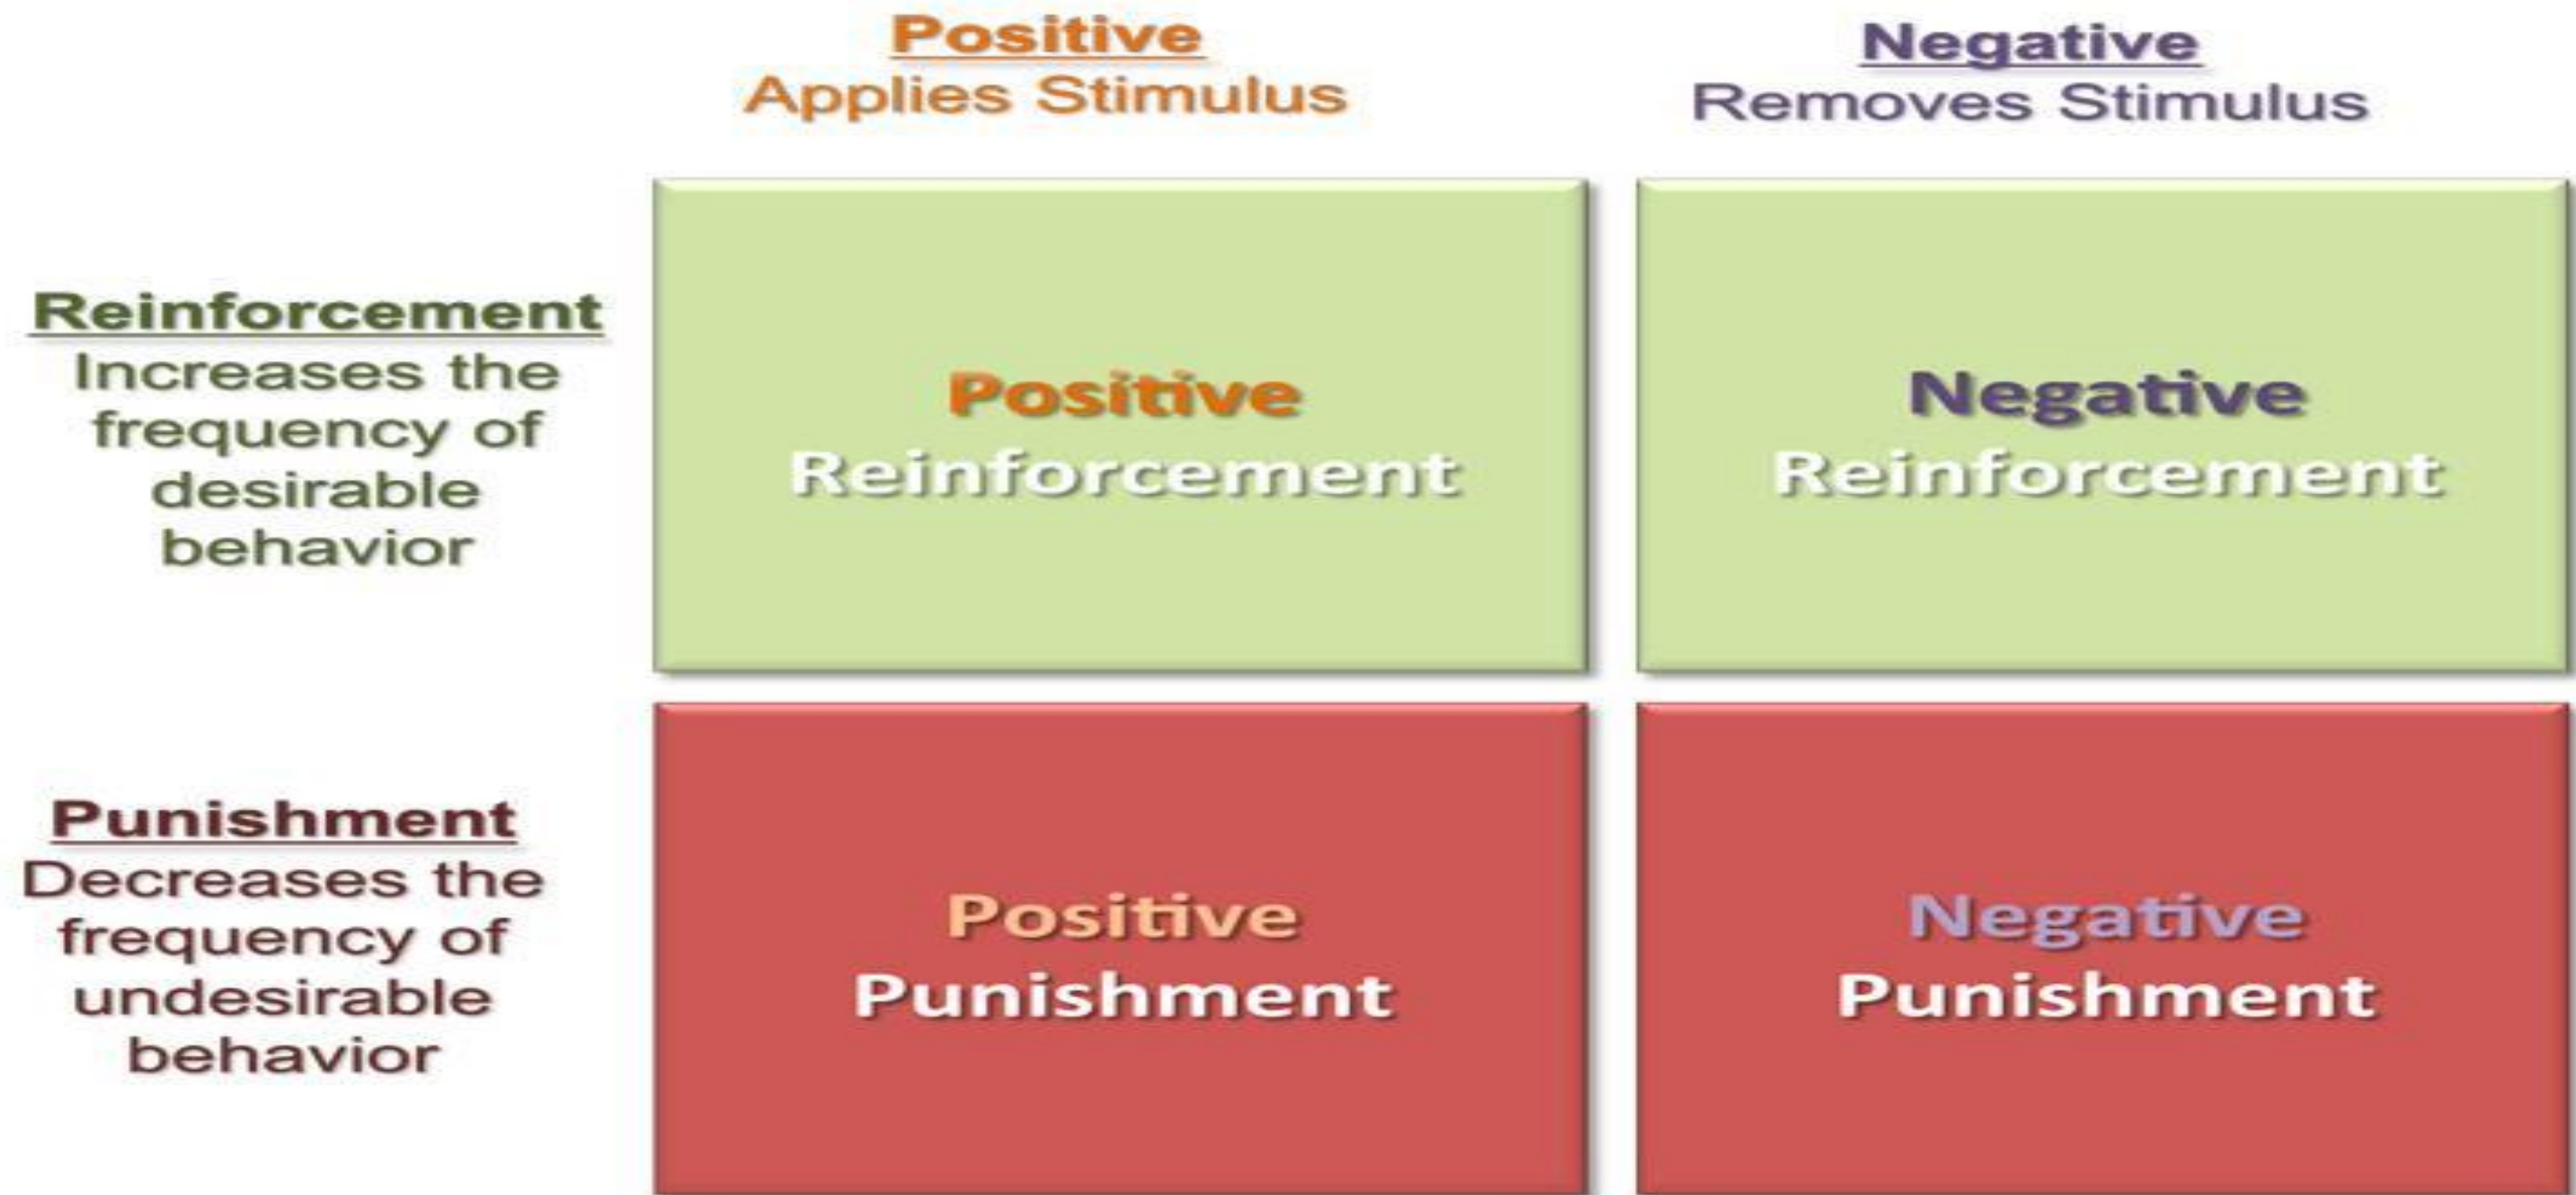 Positive
Applies Stimulus
Negative
Removes Stimulus
Reinforcement
Increases the
frequency of
desirable
behavior
Positive
Reinforcement
Negative
Reinforcement
Punishment
Decreases the
frequency of
undesirable
behavior
Positive
Punishment
Negative
Punishment